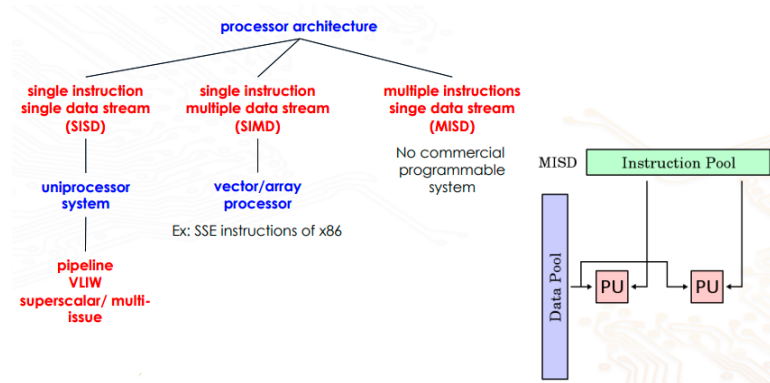 processor architecture
single instruction
single data stream
(SISD)
single instruction
multiple data stream
(SIMD)
multiple instructions
singe data stream
(MISD)
uniprocessor
system
vector/array
processor
Ex: SSE instructions of x86
No commercial
programmable
system
pipeline
VLIW
superscalar/ multi-
issue
MISD
Instruction Pool
Data Pool
PU
PU